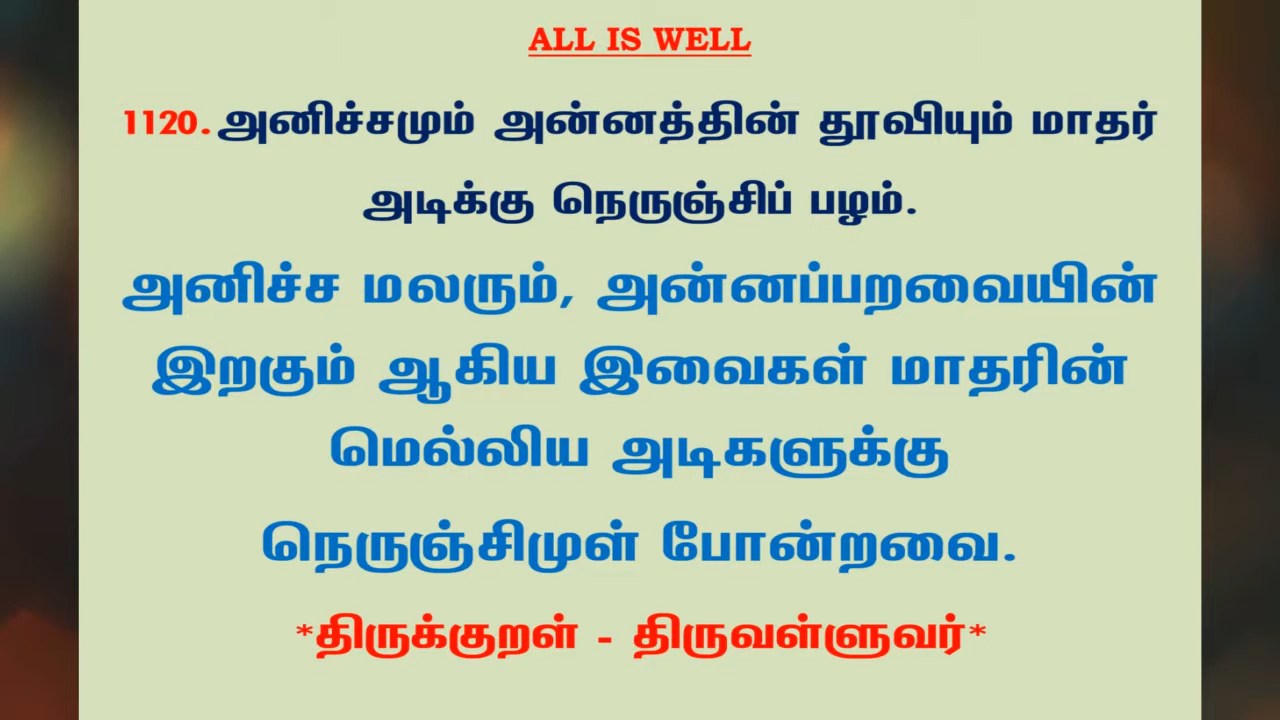 ALL IS WELL
1120. அனிச்சமும் அன்னத்தின் தூவியும் மாதர்
அடிக்கு நெருஞ்சிப் பழம்.
அனிச்ச மலரும், அன்னப்பறவையின்
இறகும் ஆகிய இவைகள் மாதரின்
மெல்லிய அடிகளுக்கு
நெருஞ்சிமுள் போன்றவை.
*திருக்குறள் - திருவள்ளுவர்*